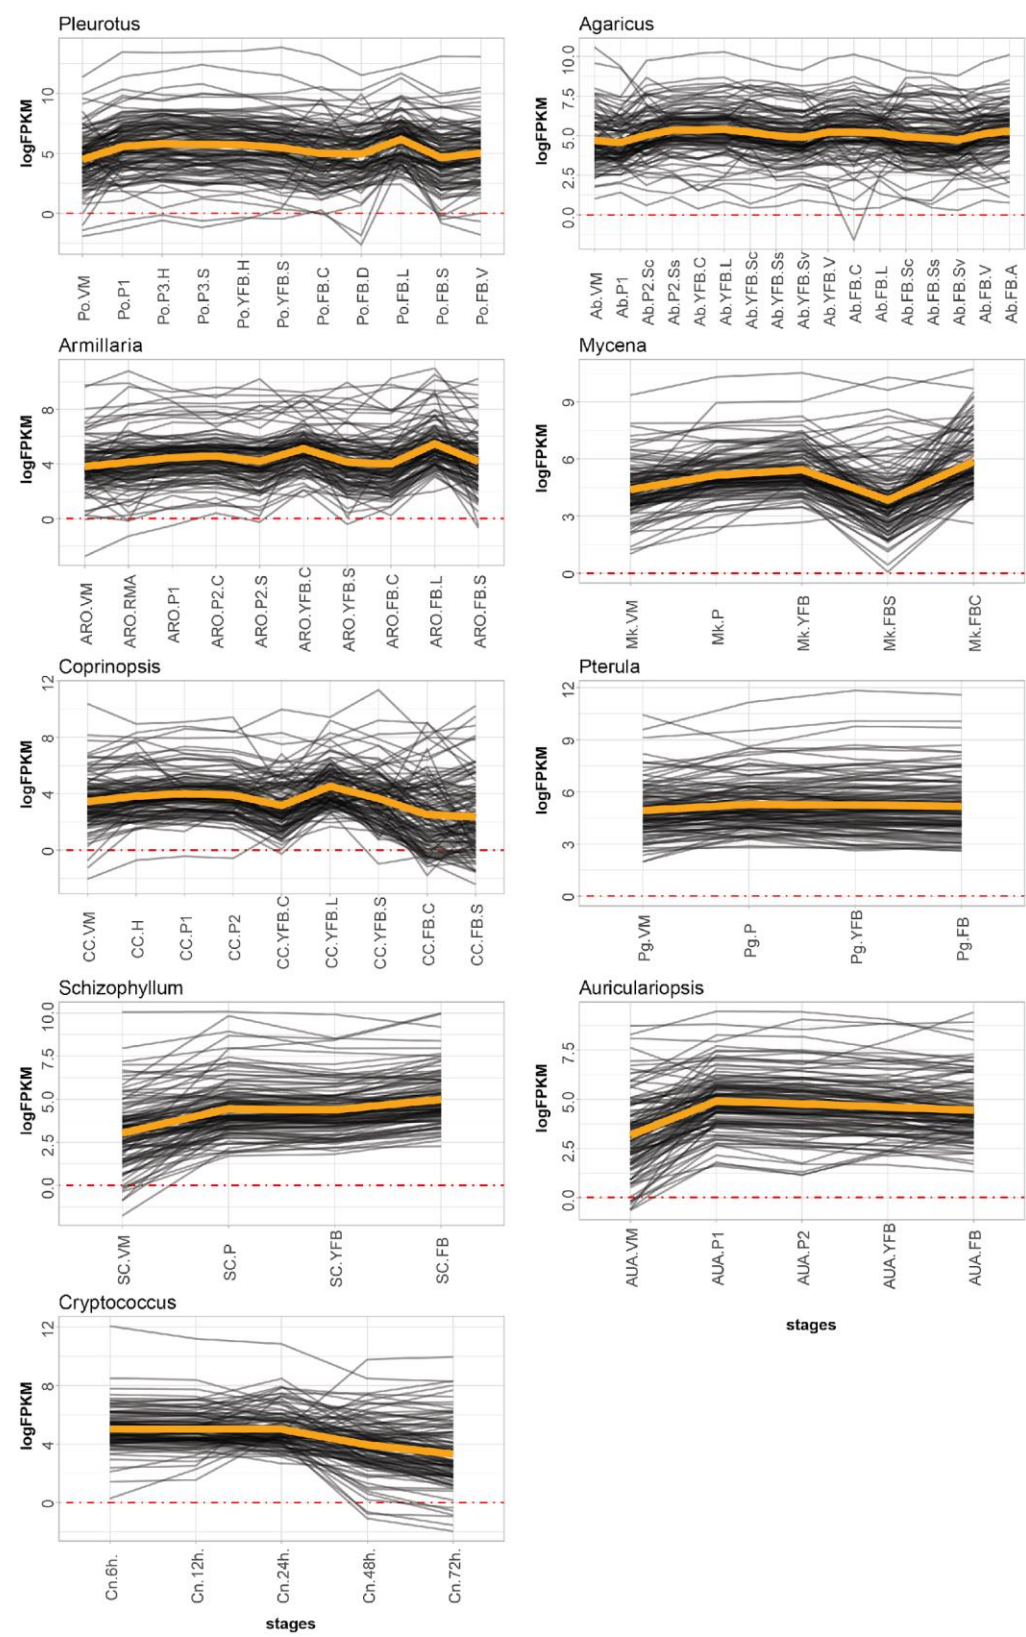 Pleurotus
logFPKM
10
5
0
Po.VM
Po.P1
Po.P3.H
Po.P3.S
Po.YFB.H
Po.YFB.S
Po.FB.C
Po.FB.D
Po.FB.L
Po.FB.S
Po.FB.V
Agaricus
logFPKM
10.0
7.5
5.0
2.5
0.0
Ab.VM
Ab.P1
Ab.P2.Sc
Ab.P2.Ss
Ab.YFB.C
Ab.YFB.L
Ab.YFB.Sc
Ab.YFB.Ss
Ab.YFB.Sv
Ab.YFB.V
Ab.FB.C
Ab.FB.L
Ab.FB.Sc
Ab.FB.Ss
Ab.FB.Sv
Ab.FB.V
Ab.FB.A
Armillaria
logFPKM
8
4
0
ARO.VM
ARO.RMA
ARO.P1
ARO.P2.C
ARO.P2.S
ARO.YFB.C
ARO.YFB.S
ARO.FB.C
ARO.FB.L
ARO.FB.S
Mycena
logFPKM
9
6
3
0
Mk.VM
Mk.P
Mk.YFB
Mk.FBS
Mk.FBC
Coprinopsis
logFPKM
12
8
4
0
CC.VM
CC.H
CC.P1
CC.P2
CC.YFB.C
CC.YFB.L
CC.YFB.S
CC.FB.C
CC.FB.S
Pterula
logFPKM
12
9
6
3
0
Pg.VM
Pg.P
Pg.YFB
Pg.FB
Schizophyllum
logFPKM
10.0
7.5
5.0
2.5
0.0
SC.VM
SC.P
SC.YFB
SC.FB
Auriculariopsis
logFPKM
7.5
5.0
2.5
0.0
AUA.VM
AUA.P1
AUA.P2
AUA.YFB
AUA.FB
stages
Cryptococcus
logFPKM
12
8
4
0
Cn.6h.
Cn.12h.
Cn.24h.
Cn.48h.
Cn.72h.
stages